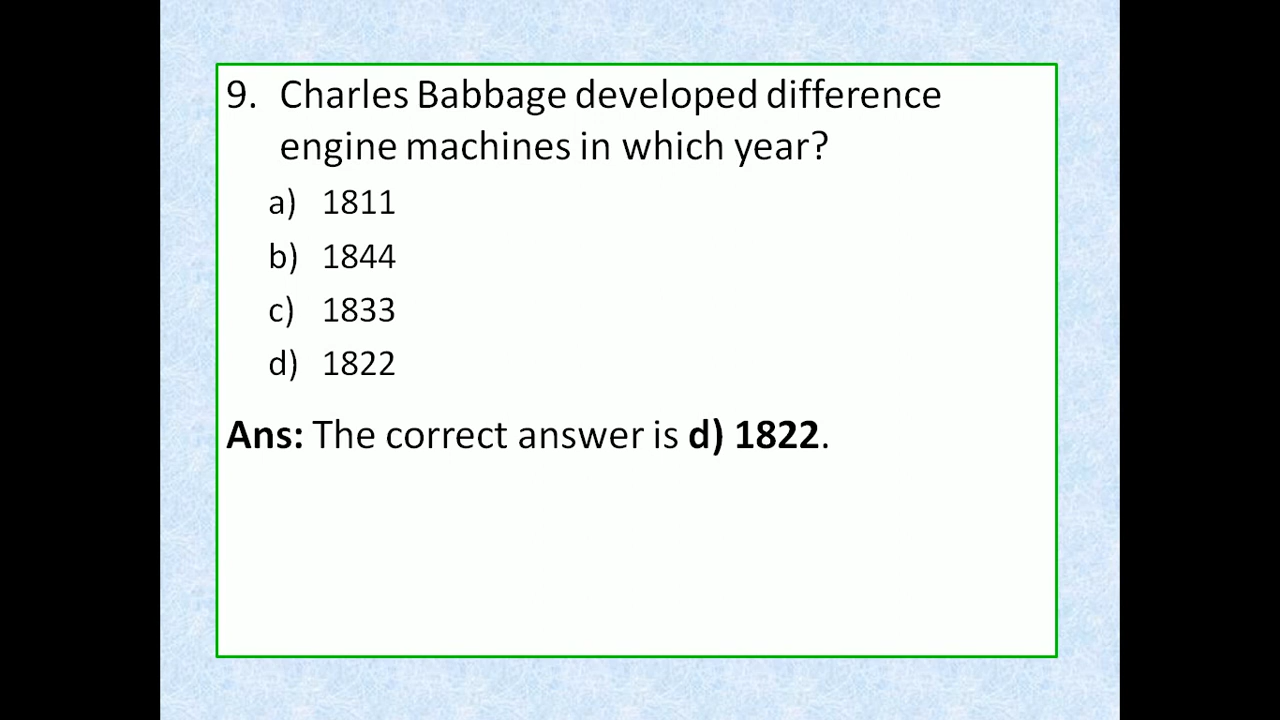 9. Charles Babbage developed difference
engine machines in which year?
a) 1811
b) 1844
c) 1833
d) 1822
Ans: The correct answer is d) 1822.